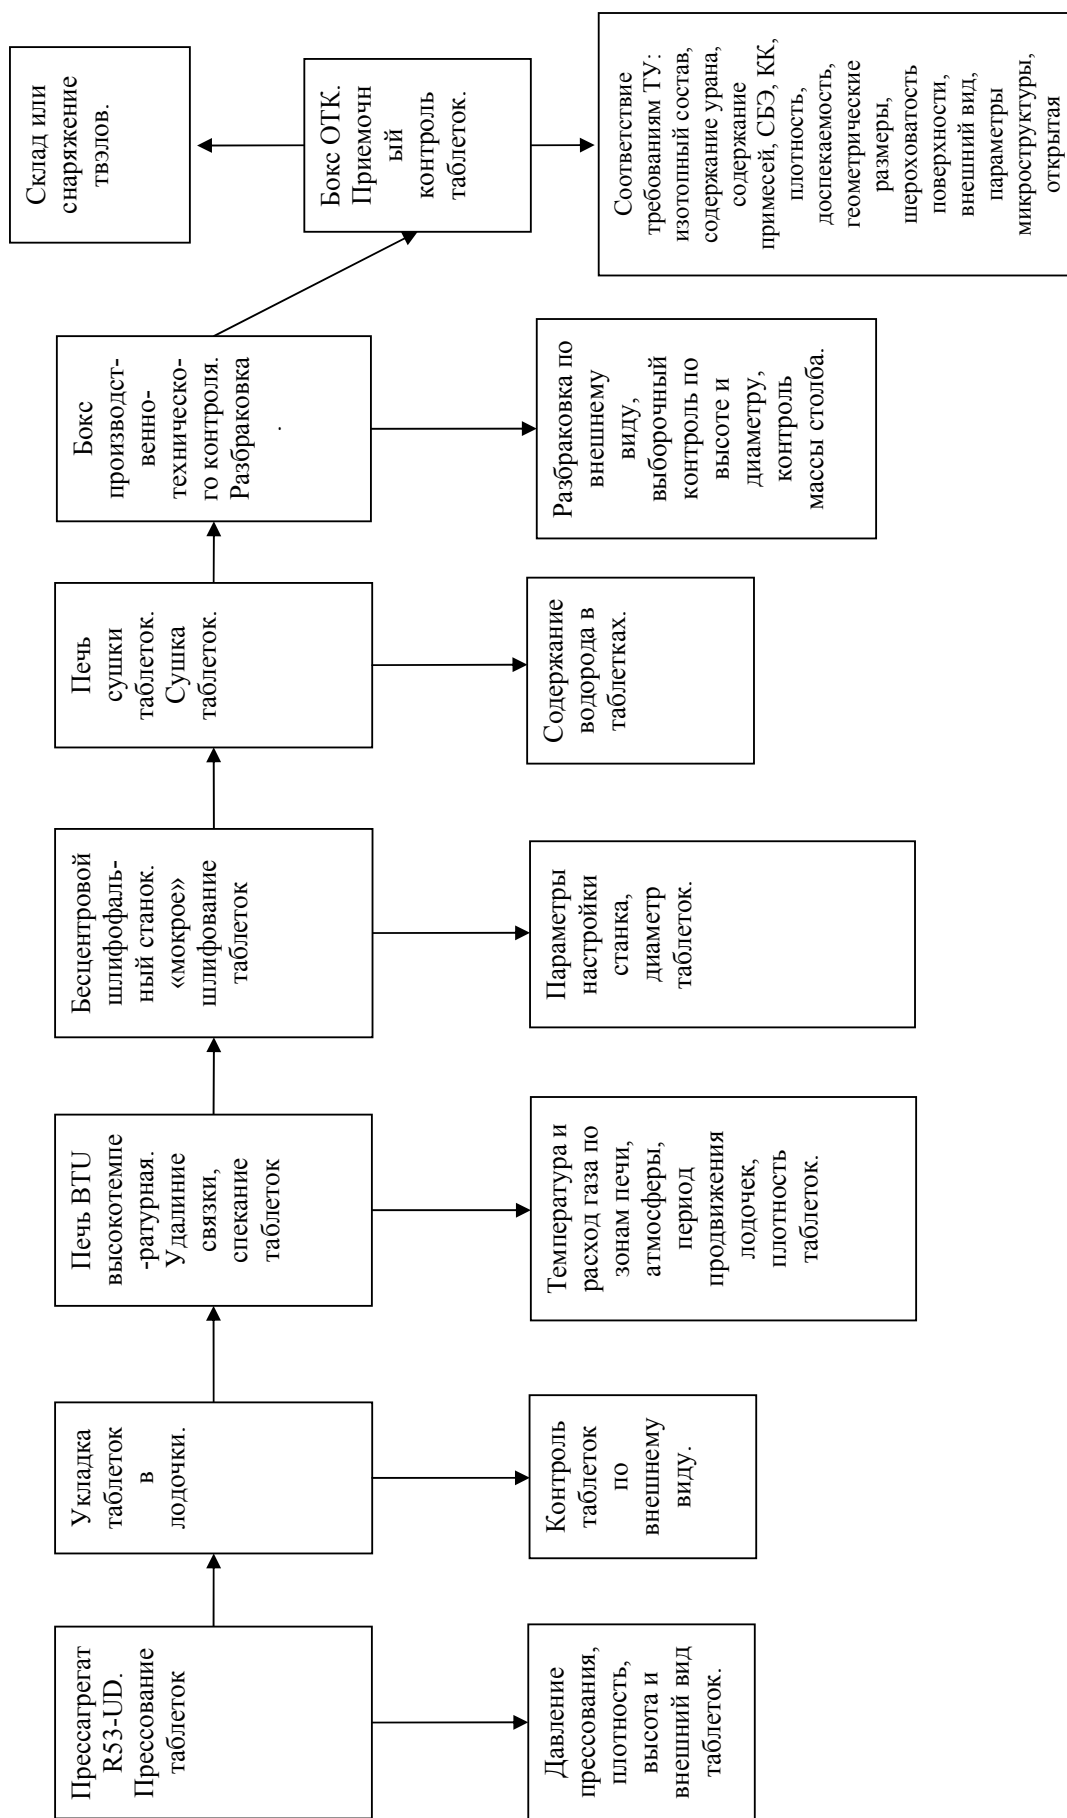 Прессагрегат
R53-UD.
Прессование
таблеток
Укладка
таблеток
в
лодочки.
Печь BTU
высокотемпе
-ратурная.
Удалиние
связки,
спекание
таблеток
Бесцентровой
шлифофаль-
ный станок.
«мокрое»
шлифование
таблеток
Печь
сушки
таблеток.
Сушка
таблеток.
Бокс
производст-
венно-
техническо-
го контроля.
Разбраковка
.
Бокс ОТК.
Приемочн
ый
контроль
таблеток.
Склад или
снаряжение
твэлов.
Давление
прессования,
плотность,
высота и
внешний вид
таблеток.
Контроль
таблеток
по
внешнему
виду.
Температура и
расход газа по
зонам печи,
атмосферы,
период
продвижения
лодочек,
плотность
таблеток.
Параметры
настройки
станка,
диаметр
таблеток.
Содержание
водорода в
таблетках.
Разбраковка по
внешнему
виду,
выборочный
контроль по
высоте и
диаметру,
контроль
массы столба.
Соответствие
требованиям ТУ:
изотопный состав,
содержание урана,
содержание
примесей, СБЭ, КК,
плотность,
доспекаемость,
геометрические
размеры,
шероховатость
поверхности,
внешний вид,
параметры
микроструктуры,
открытая